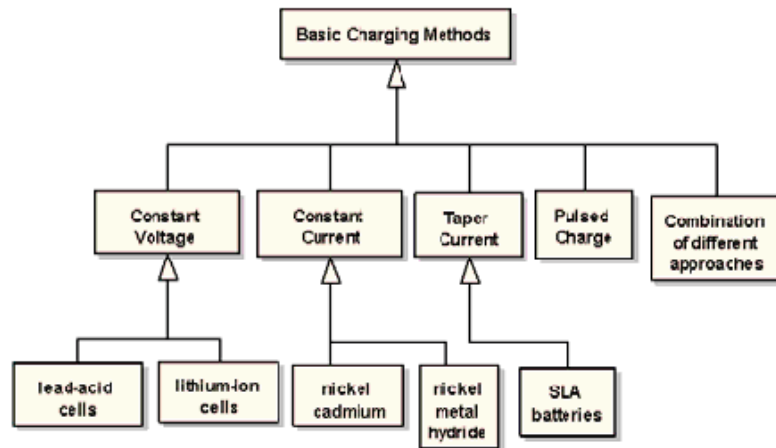 Basic Charging Methods
Constant
Voltage
Constant
Current
Taper
Current
Pulsed
Charge
Combination
of different
approaches
lead-acid
cells
lithium-ion
cells
nickel
cadmium
nickel
metal
hydride
SLA
batteries